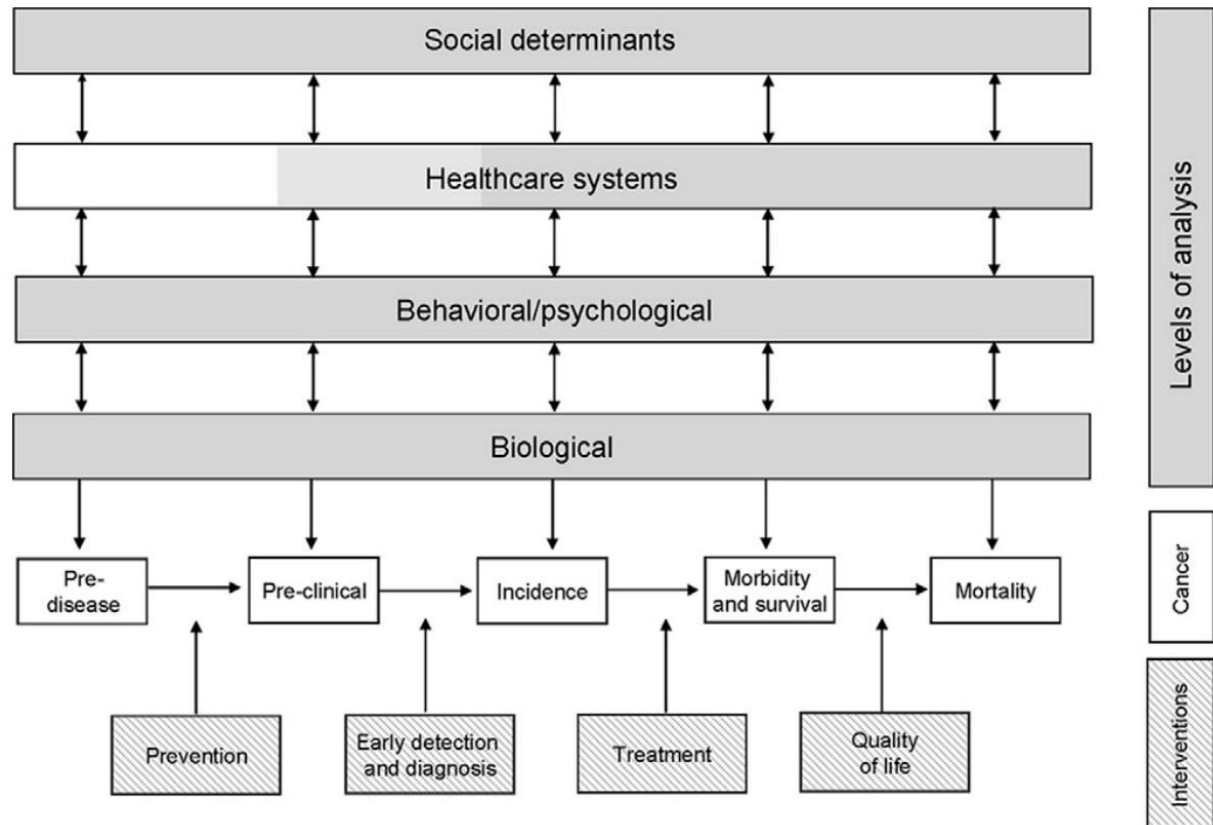 Social determinants
Healthcare systems
Behavioral/psychological
Biological
Levels of analysis
Pre-
disease
Pre-clinical
Incidence
Morbidity
and survival
Mortality
Cancer
Prevention
Early detection
and diagnosis
Treatment
Quality
of life
Interventions